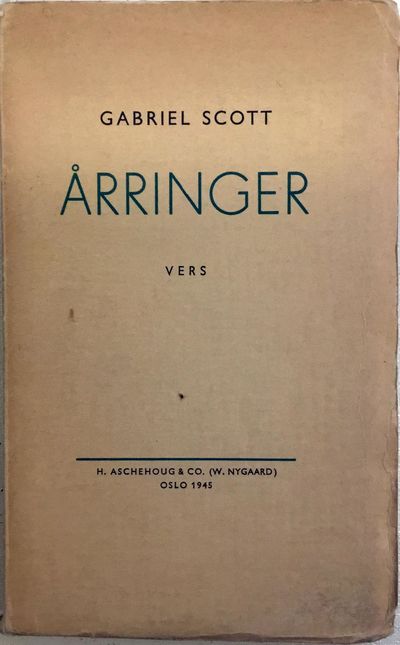 GABRIEL SCOTT
ÅRRINGER
VERS
H. ASCHEHOUG & CO. (W. NYGAARD)
OSLO 1945